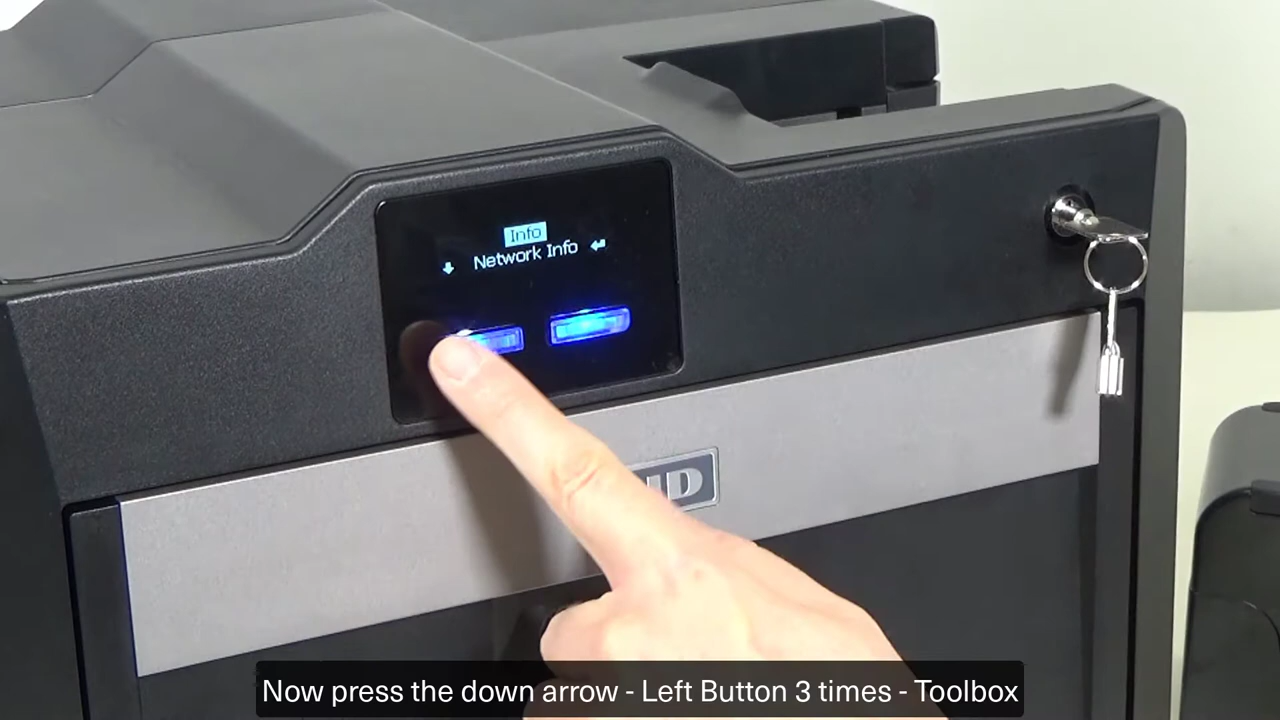 Info
Network Info
Now press the down arrow - Left Button 3 times - Toolbox